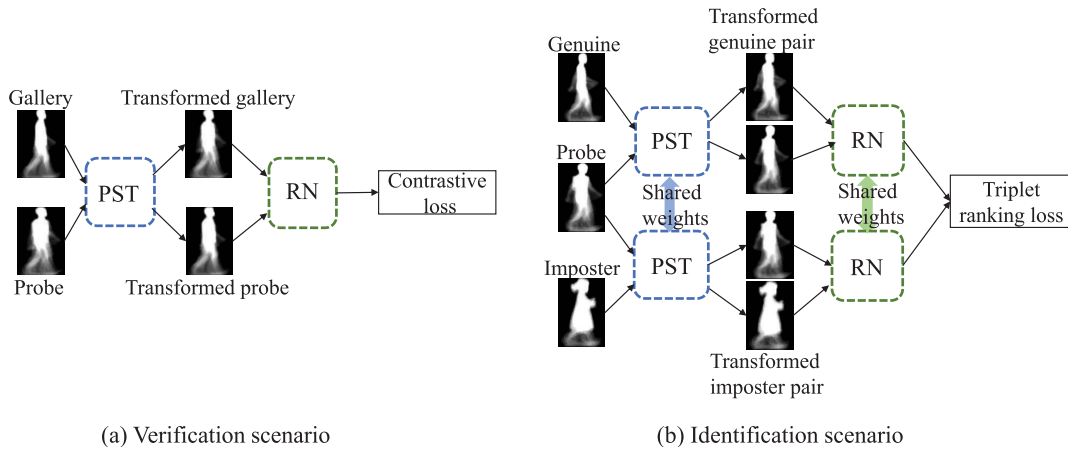 Gallery
Transformed gallery
PST
RN
Contrastive
loss
Probe
Transformed probe
(a) Verification scenario
Genuine
Transformed
genuine pair
PST
RN
Probe
Shared
weights
Shared
weights
Triplet
ranking loss
Imposter
PST
RN
Transformed
imposter pair
(b) Identification scenario